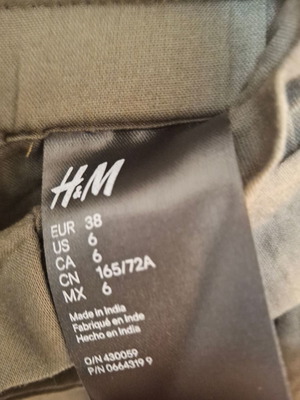 H&M
EUR 38
US 6
CA 6
CN 165/72A
MX 6
Made in India
Fabriqué en Inde
Hecho en India
O/N 430059
P/N 0664319 9